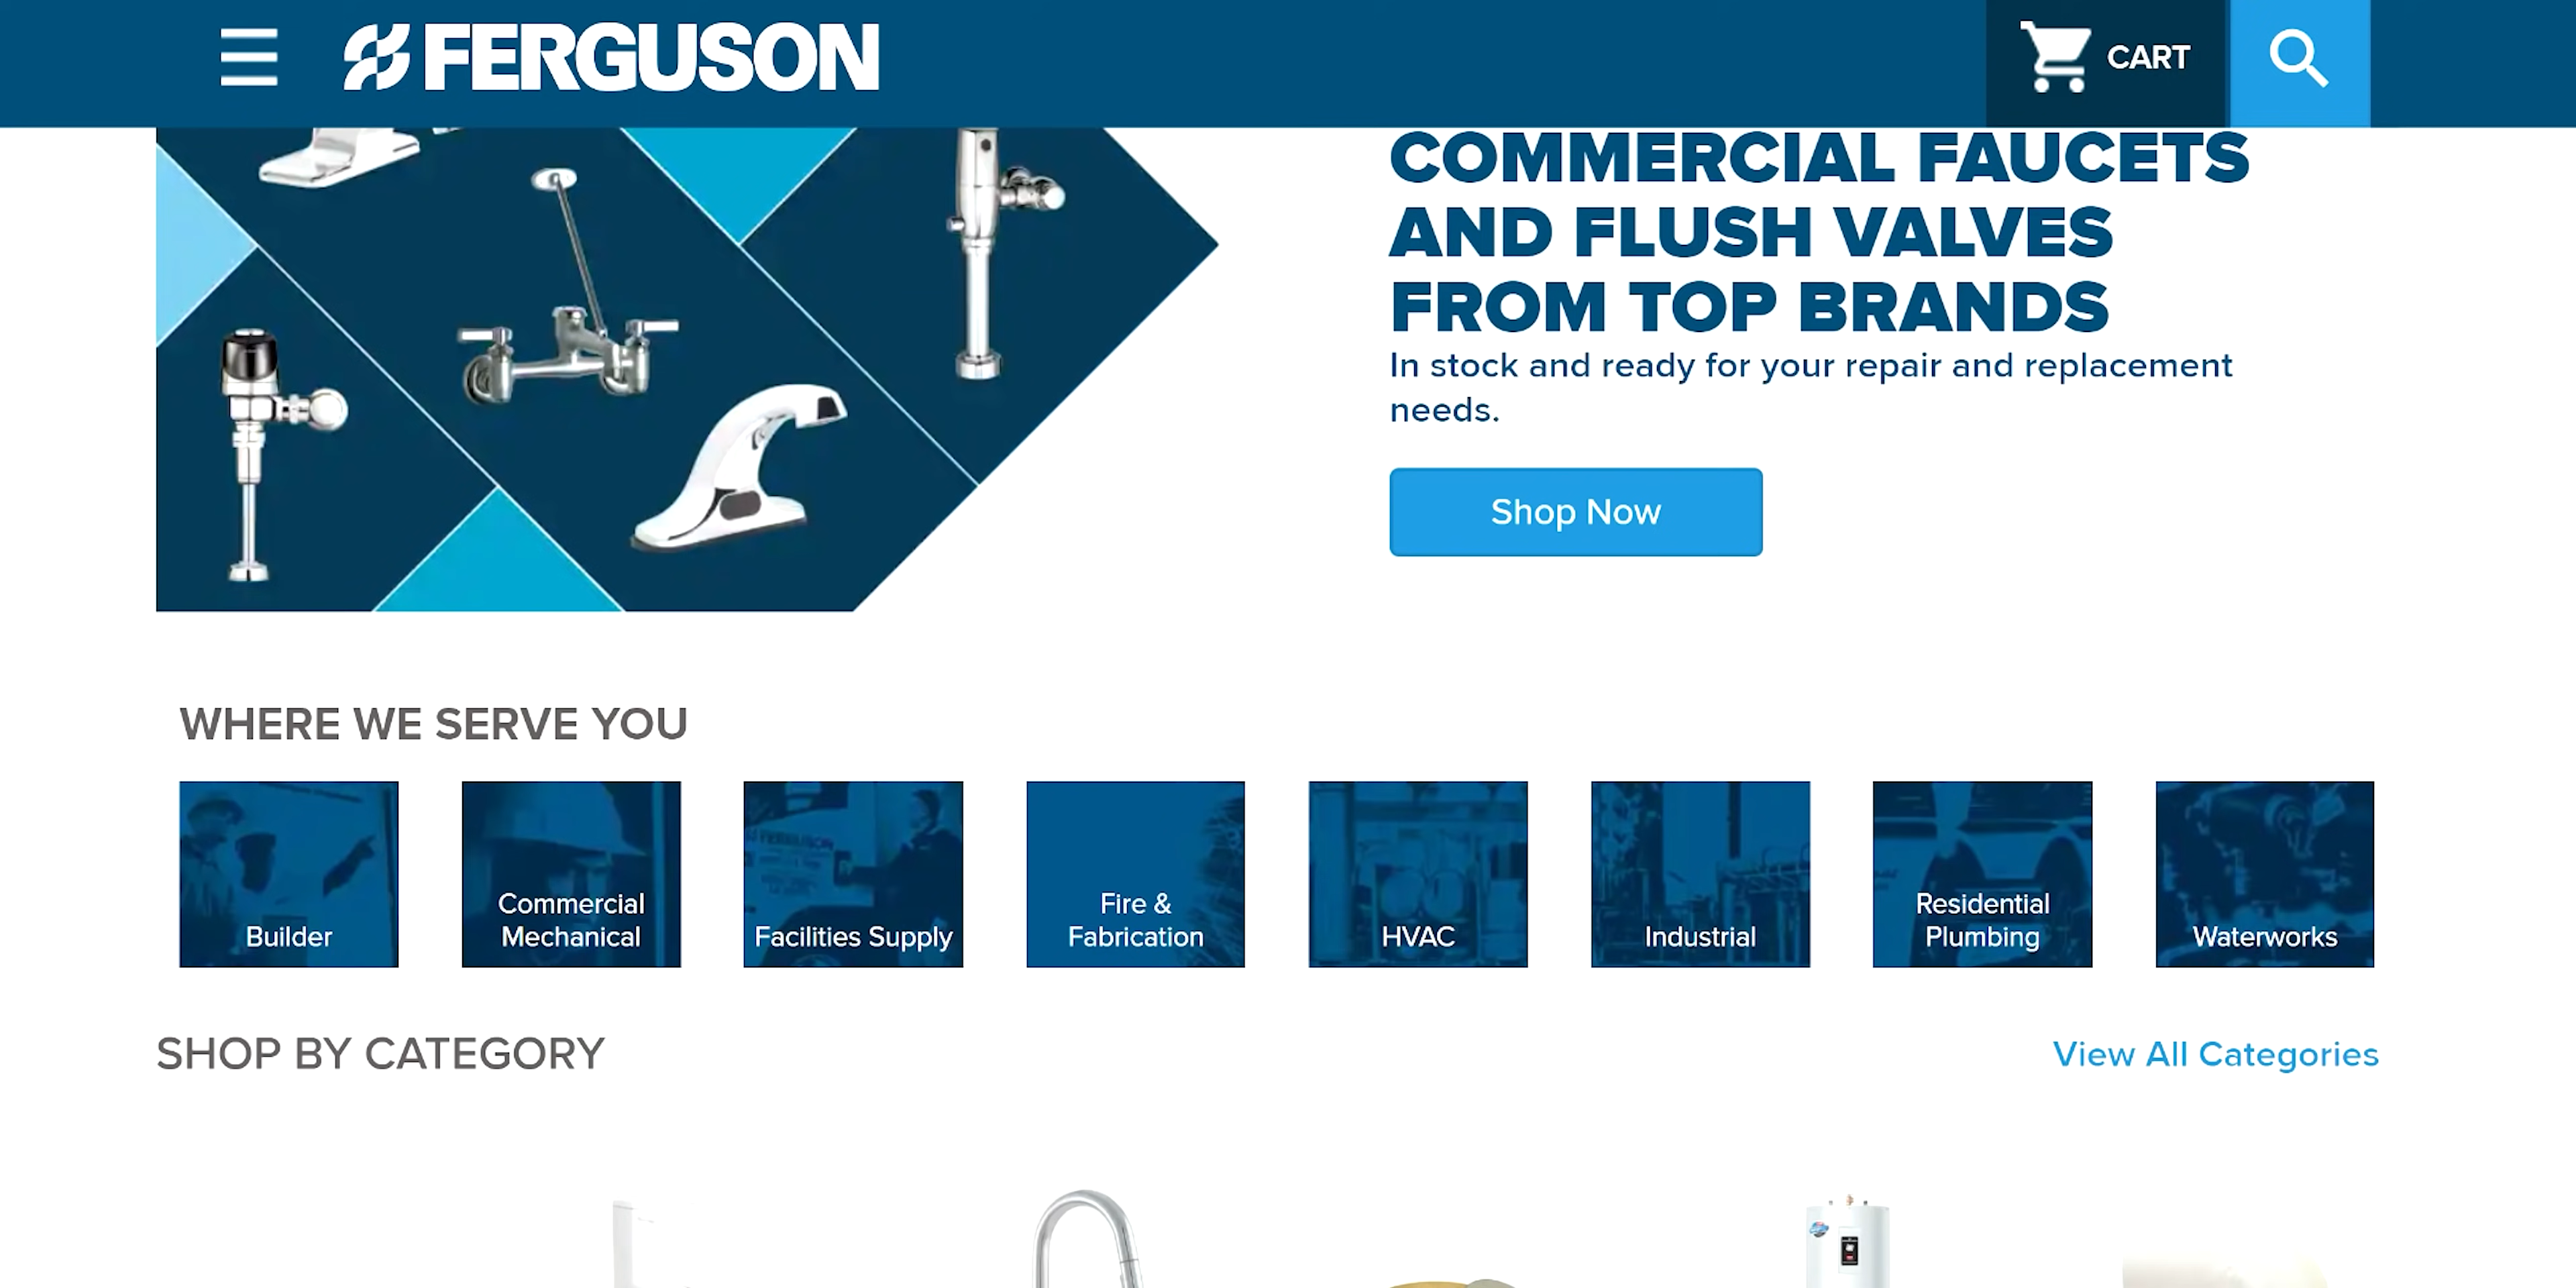 FERGUSON
CART
COMMERCIAL FAUCETS
AND FLUSH VALVES
FROM TOP BRANDS
In stock and ready for your repair and replacement
needs.
Shop Now
WHERE WE SERVE YOU
Builder
Commercial
Mechanical
Facilities Supply
Fire &
Fabrication
HVAC
Industrial
Residential
Plumbing
Waterworks
SHOP BY CATEGORY
View All Categories